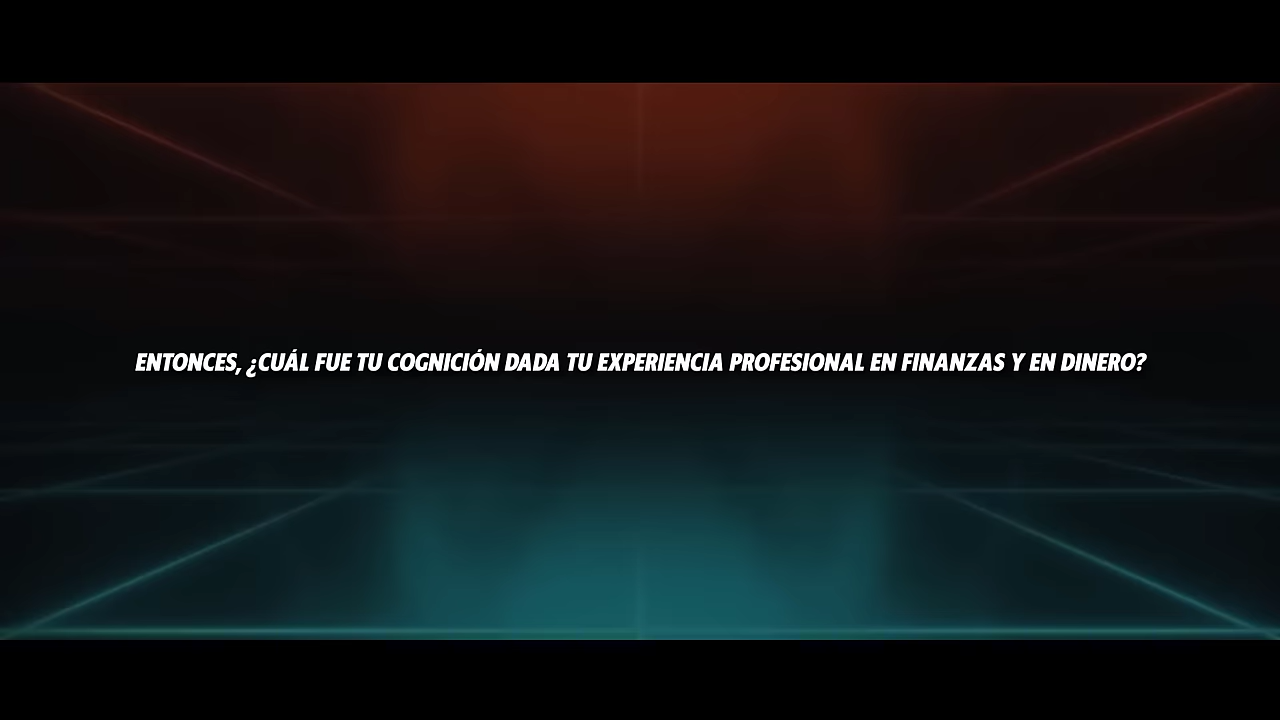 ENTONCES, ¿CUÁL FUE TU COGNICIÓN DADA TU EXPERIENCIA PROFESIONAL EN FINANZAS Y EN DINERO?